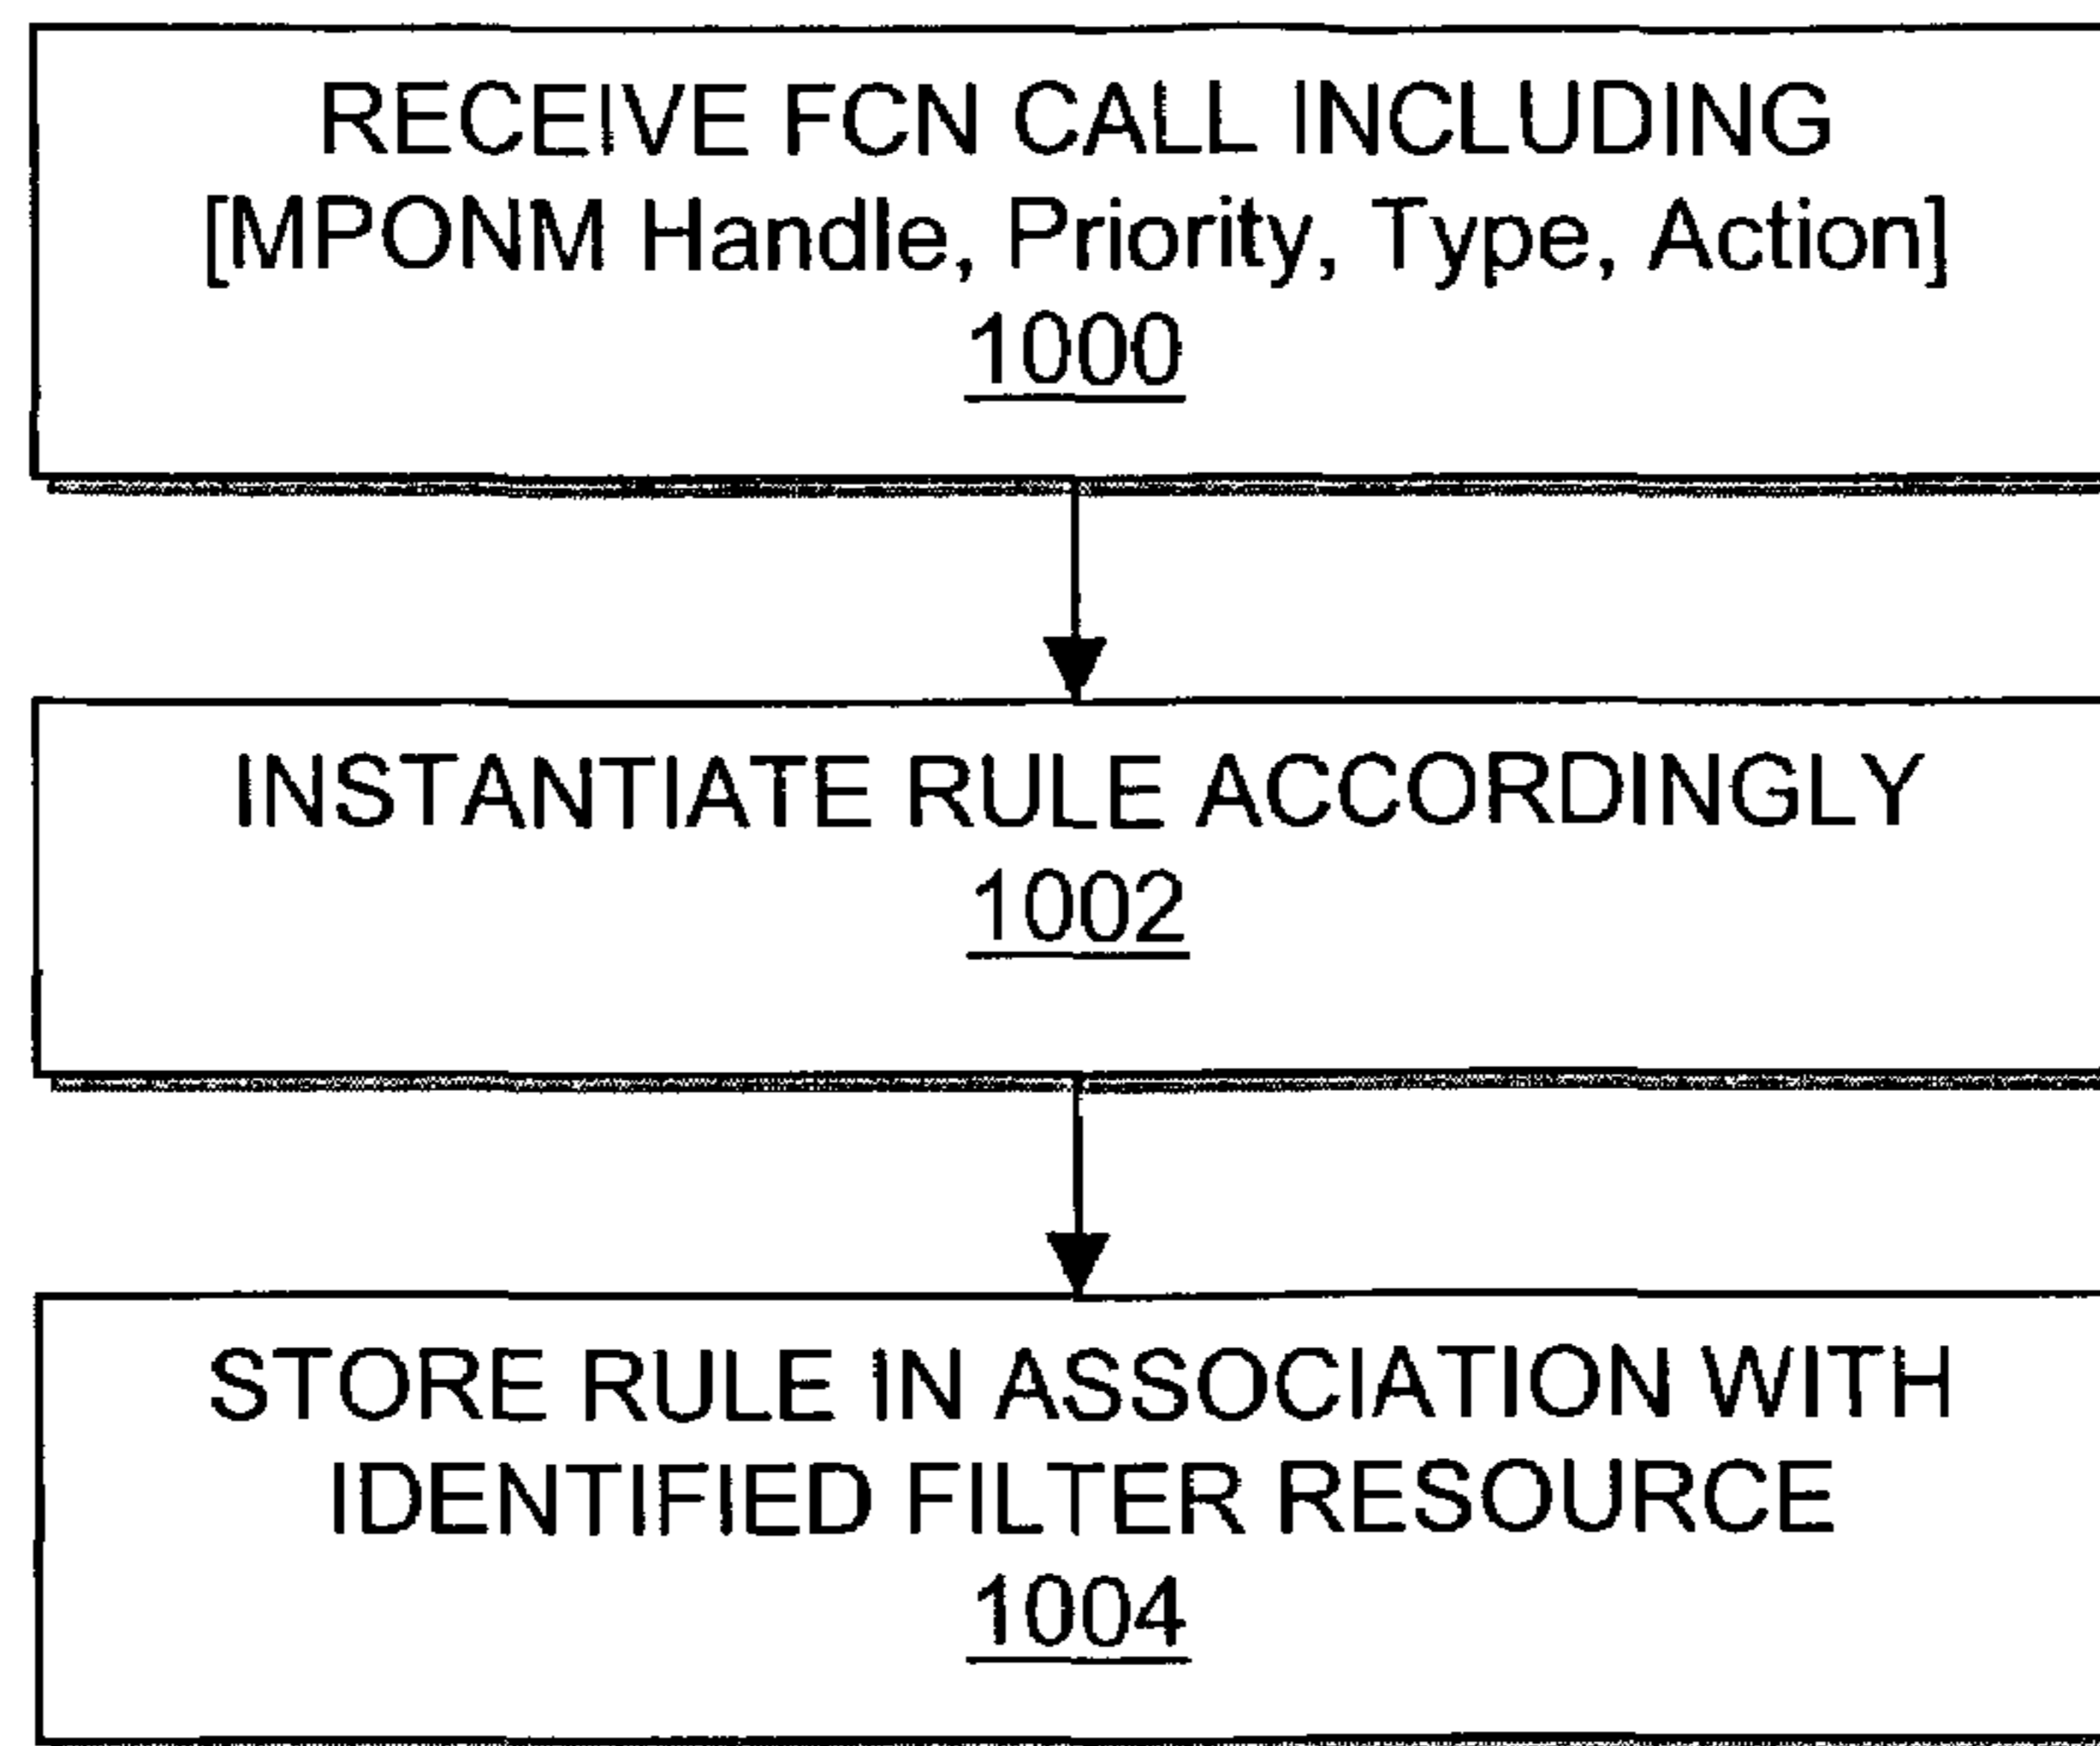 RECEIVE FCN CALL INCLUDING
[MPONM Handle, Priority, Type, Action]
1000
INSTANTIATE RULE ACCORDINGLY
1002
STORE RULE IN ASSOCIATION WITH
IDENTIFIED FILTER RESOURCE
1004